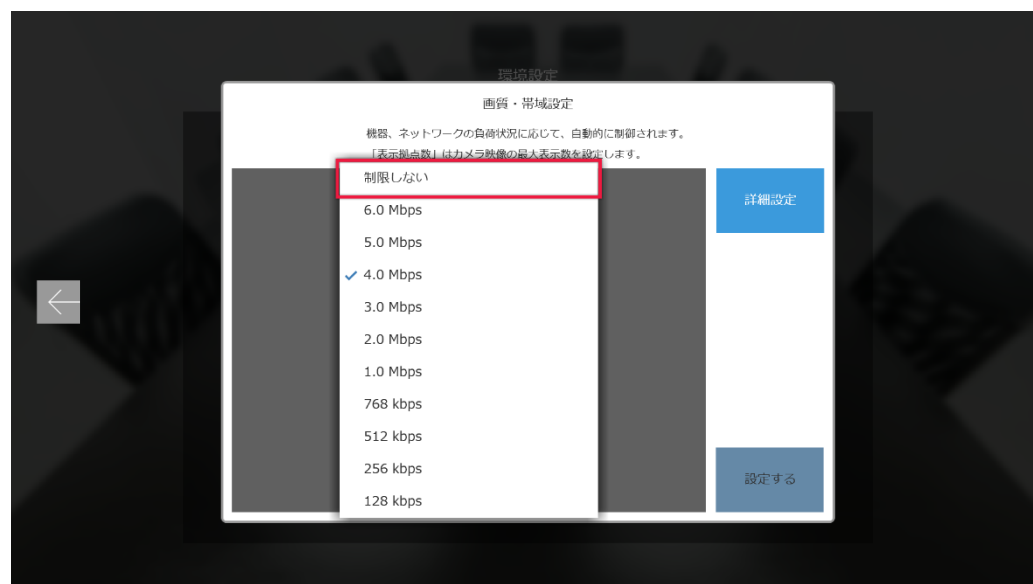 環境設定
画質・帯域設定
機器、ネットワークの負荷状況に応じて、自動的に制御されます。
「表示拠点数」はカメラ映像の最大表示数を設定します。
制限しない
6.0 Mbps
5.0 Mbps
4.0 Mbps
3.0 Mbps
2.0 Mbps
1.0 Mbps
768 kbps
512 kbps
256 kbps
128 kbps
詳細設定
設定する